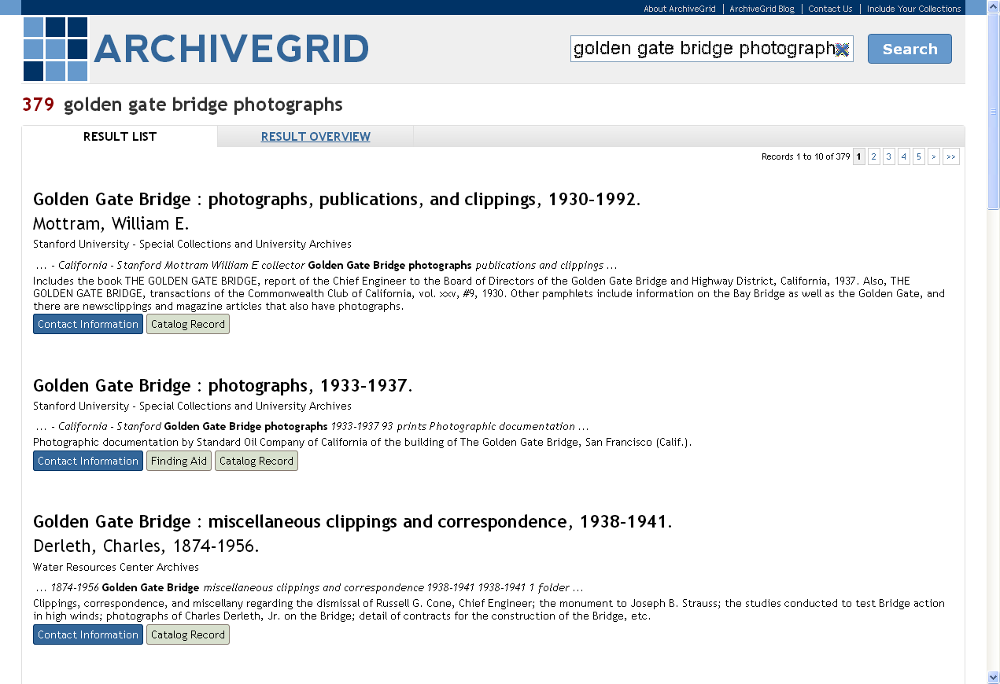 About ArchiveGrid | ArchiveGrid Blog | Contact Us | Include Your Collections
ARCHIVEGRID
golden gate bridge photograph
Search
379 golden gate bridge photographs
RESULT LIST
RESULT OVERVIEW
Records 1 to 10 of 379 1 2 3 4 5 > >>
Golden Gate Bridge : photographs, publications, and clippings, 1930-1992.
Mottram, William E.
Stanford University - Special Collections and University Archives
... - California - Stanford Mottram William E collector Golden Gate Bridge photographs publications and clippings ...
Includes the book THE GOLDEN GATE BRIDGE, report of the Chief Engineer to the Board of Directors of the Golden Gate Bridge and Highway District, California, 1937. Also, THE
GOLDEN GATE BRIDGE, transactions of the Commonwealth Club of California, vol. xxv, #9, 1930. Other pamphlets include information on the Bay Bridge as well as the Golden Gate, and
there are newsclippings and magazine articles that also have photographs.
Contact Information Catalog Record
Golden Gate Bridge : photographs, 1933-1937.
Stanford University - Special Collections and University Archives
... - California - Stanford Golden Gate Bridge photographs 1933-1937 93 prints Photographic documentation ...
Photographic documentation by Standard Oil Company of California of the building of The Golden Gate Bridge, San Francisco (Calif.).
Contact Information Finding Aid Catalog Record
Golden Gate Bridge : miscellaneous clippings and correspondence, 1938-1941.
Derleth, Charles, 1874-1956.
Water Resources Center Archives
... 1874-1956 Golden Gate Bridge miscellaneous clippings and correspondence 1938-1941 1938-1941 1 folder ...
Clippings, correspondence, and miscellany regarding the dismissal of Russell G. Cone, Chief Engineer; the monument to Joseph B. Strauss; the studies conducted to test Bridge action
in high winds; photographs of Charles Derleth, Jr. on the Bridge; detail of contracts for the construction of the Bridge, etc.
Contact Information Catalog Record